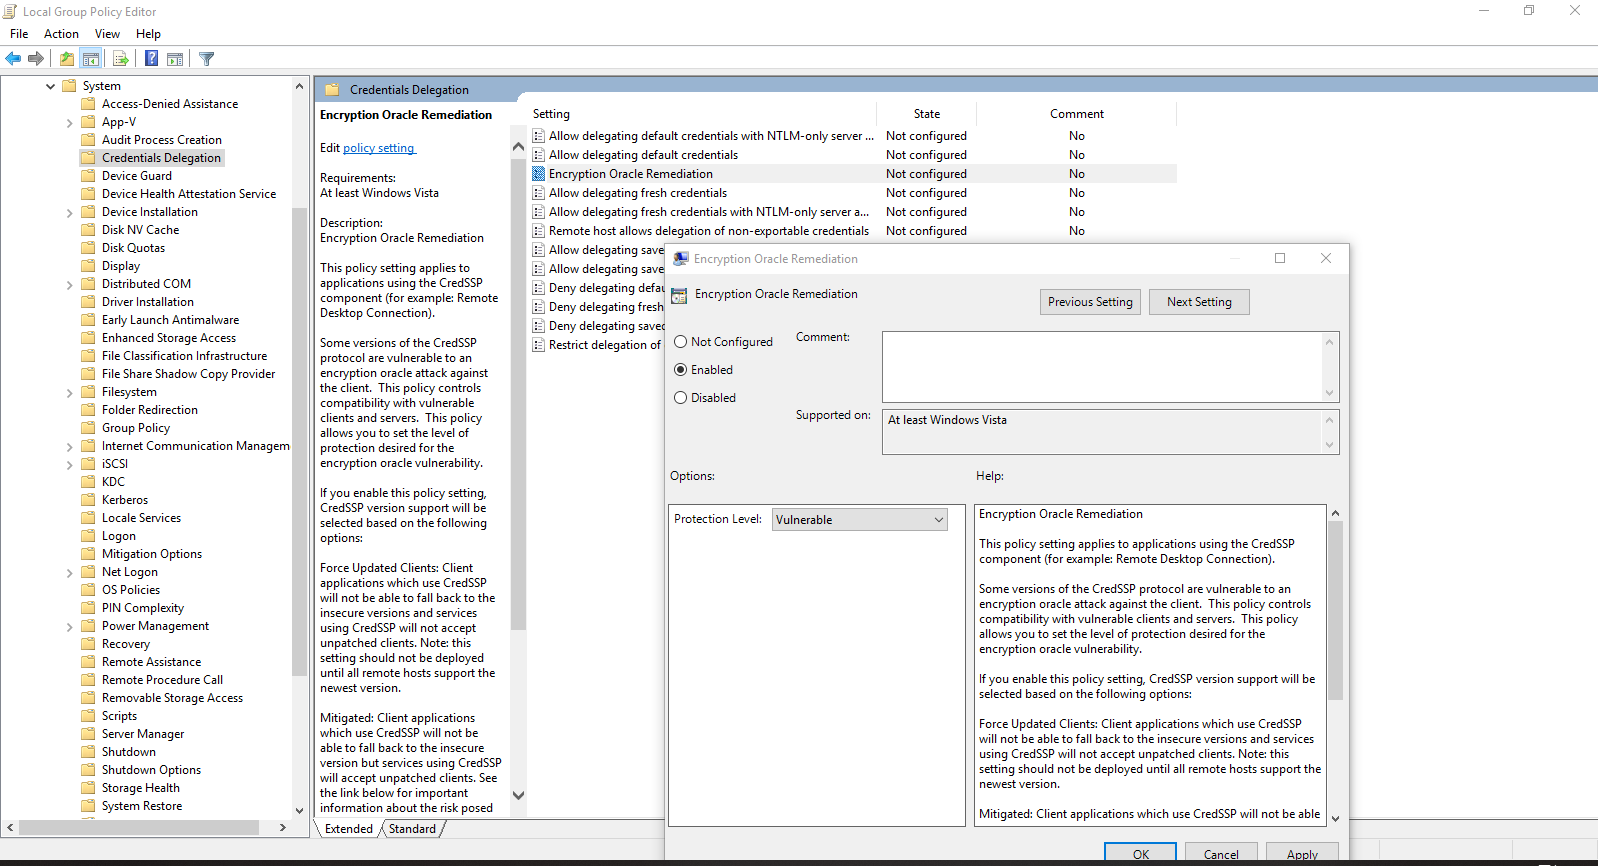 Local Group Policy Editor
File Action View Help
System
Access-Denied Assistance
App-V
Audit Process Creation
Credentials Delegation
Device Guard
Device Health Attestation Service
Device Installation
Disk NV Cache
Disk Quotas
Display
Distributed COM
Driver Installation
Early Launch Antimalware
Enhanced Storage Access
File Classification Infrastructure
File Share Shadow Copy Provider
Filesystem
Folder Redirection
Group Policy
Internet Communication Managem
iSCSI
KDC
Kerberos
Locale Services
Logon
Mitigation Options
Net Logon
OS Policies
PIN Complexity
Power Management
Recovery
Remote Assistance
Remote Procedure Call
Removable Storage Access
Scripts
Server Manager
Shutdown
Shutdown Options
Storage Health
System Restore
Credentials Delegation
Encryption Oracle Remediation
Edit policy setting
Requirements:
At least Windows Vista
Description:
Encryption Oracle Remediation
This policy setting applies to
applications using the CredSSP
component (for example: Remote
Desktop Connection).
Some versions of the CredSSP
protocol are vulnerable to an
encryption oracle attack against
the client.  This policy controls
compatibility with vulnerable
clients and servers.  This policy
allows you to set the level of
protection desired for the
encryption oracle vulnerability.
If you enable this policy setting,
CredSSP version support will be
selected based on the following
options:
Force Updated Clients: Client
applications which use CredSSP
will not be able to fall back to the
insecure versions and services
using CredSSP will not accept
unpatched clients. Note: this
setting should not be deployed
until all remote hosts support the
newest version.
Mitigated: Client applications
which use CredSSP will not be
able to fall back to the insecure
version but services using CredSSP
will accept unpatched clients. See
the link below for important
information about the risk posed
Extended Standard
Setting State Comment
Allow delegating default credentials with NTLM-only server ... Not configured No
Allow delegating default credentials Not configured No
Encryption Oracle Remediation Not configured No
Allow delegating fresh credentials Not configured No
Allow delegating fresh credentials with NTLM-only server a... Not configured No
Remote host allows delegation of non-exportable credentials Not configured No
Allow delegating save
Allow delegating save
Deny delegating defau
Deny delegating fresh
Deny delegating saved
Restrict delegation of
Encryption Oracle Remediation
Encryption Oracle Remediation
Previous Setting Next Setting
Not Configured
Enabled
Disabled
Comment:
Supported on: At least Windows Vista
Options: Help:
Protection Level: Vulnerable
Encryption Oracle Remediation
This policy setting applies to applications using the CredSSP
component (for example: Remote Desktop Connection).
Some versions of the CredSSP protocol are vulnerable to an
encryption oracle attack against the client.  This policy controls
compatibility with vulnerable clients and servers.  This policy
allows you to set the level of protection desired for the
encryption oracle vulnerability.
If you enable this policy setting, CredSSP version support will be
selected based on the following options:
Force Updated Clients: Client applications which use CredSSP
will not be able to fall back to the insecure versions and services
using CredSSP will not accept unpatched clients. Note: this
setting should not be deployed until all remote hosts support the
newest version.
Mitigated: Client applications which use CredSSP will not be able
OK Cancel Apply